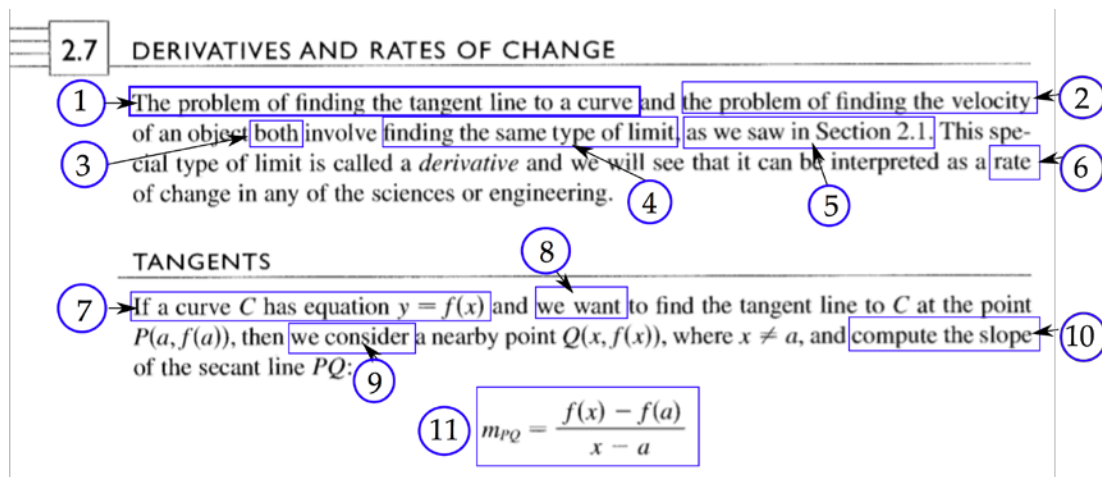 2.7 DERIVATIVES AND RATES OF CHANGE
1 The problem of finding the tangent line to a curve and the problem of finding the velocity 2
of an object both involve finding the same type of limit, as we saw in Section 2.1. This spe-
3 cial type of limit is called a derivative and we will see that it can be interpreted as a rate 6
of change in any of the sciences or engineering. 4 5
TANGENTS 8
7 If a curve C has equation y = f(x) and we want to find the tangent line to C at the point
P(a, f(a)), then we consider a nearby point Q(x, f(x)), where x ≠ a, and compute the slope 10
of the secant line PQ: 9
11 m_PQ = (f(x) − f(a)) / (x − a)